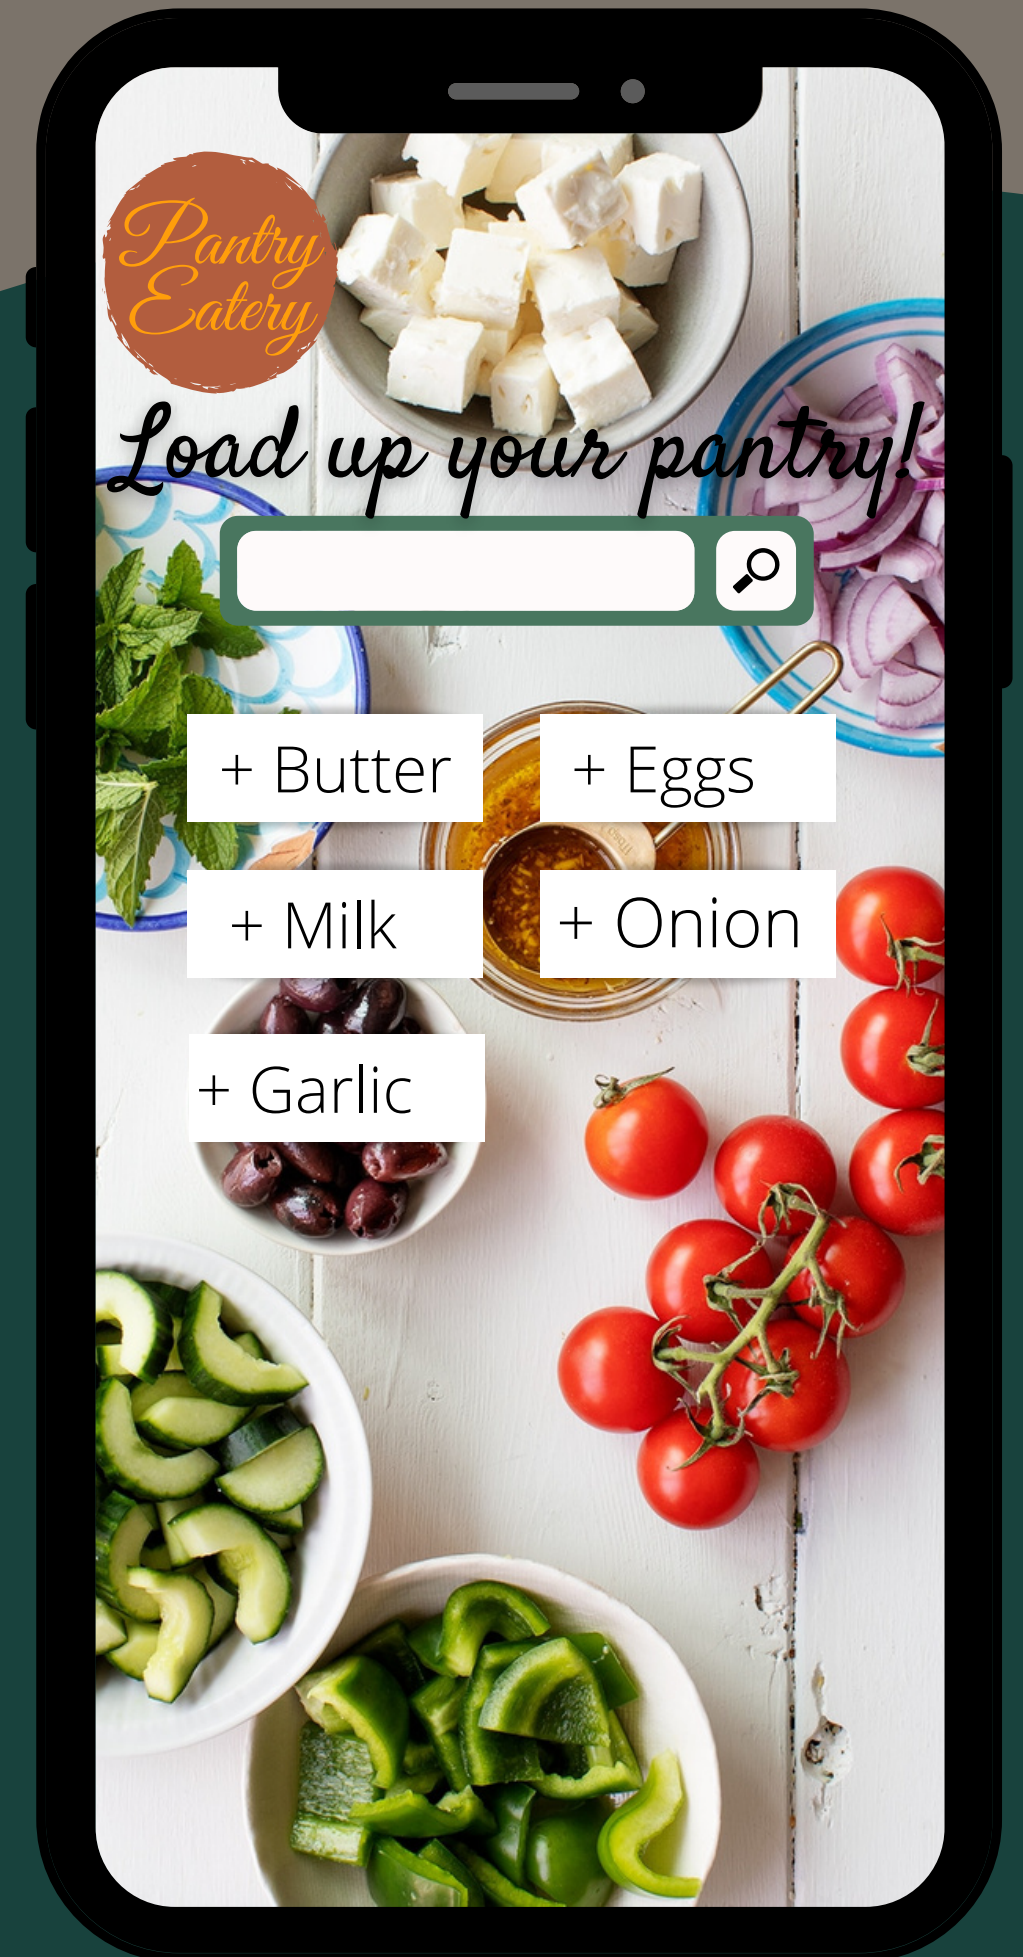 Pantry
Eatery
Load up your pantry!
+ Butter
+ Eggs
+ Milk
+ Onion
+ Garlic